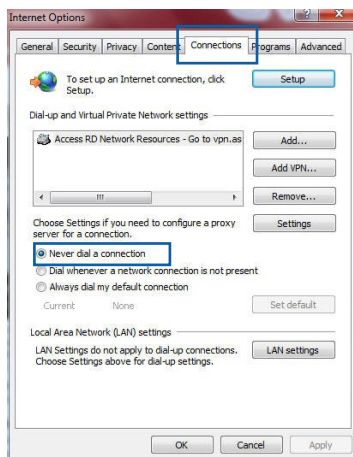 Internet Options
General Security Privacy Content Connections Programs Advanced
To set up an Internet connection, click
Setup.
Setup
Dial-up and Virtual Private Network settings
Access RD Network Resources - Go to vpn.as
Add...
Add VPN...
Remove...
Choose Settings if you need to configure a proxy
server for a connection.
Settings
Never dial a connection
Dial whenever a network connection is not present
Always dial my default connection
Current None
Set default
Local Area Network (LAN) settings
LAN Settings do not apply to dial-up connections.
Choose Settings above for dial-up settings.
LAN settings
OK Cancel Apply